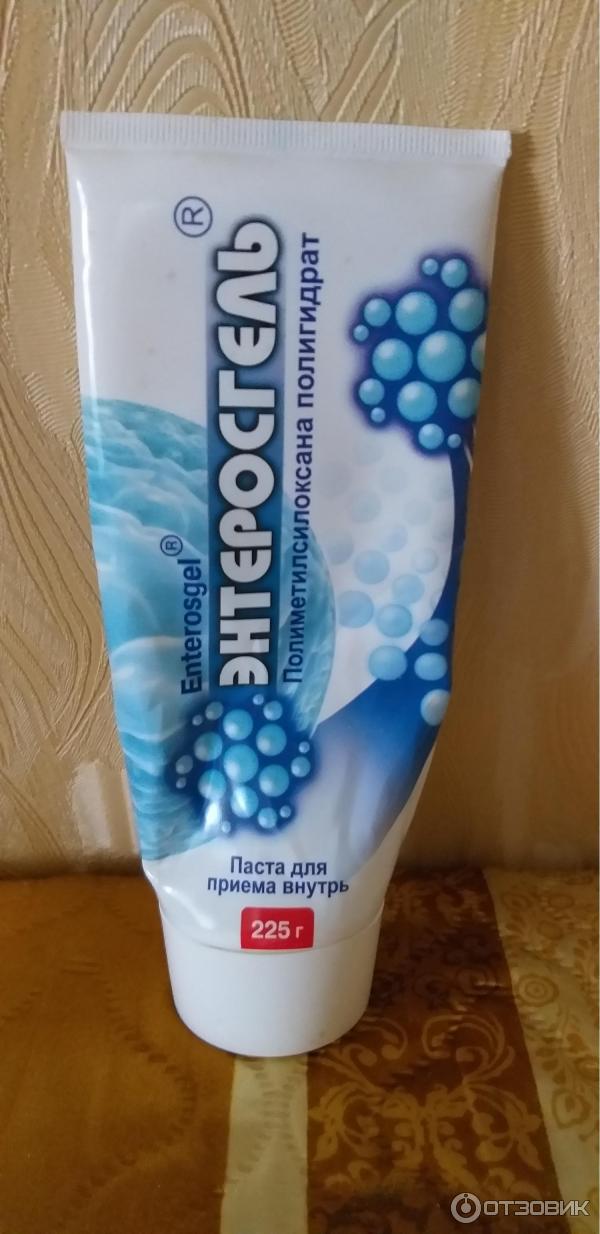 Enterosgel®
ЭНТЕРОСГЕЛЬ®
Полиметилсилоксана полигидрат
Паста для
приема внутрь
225 г
ОТЗОВИК